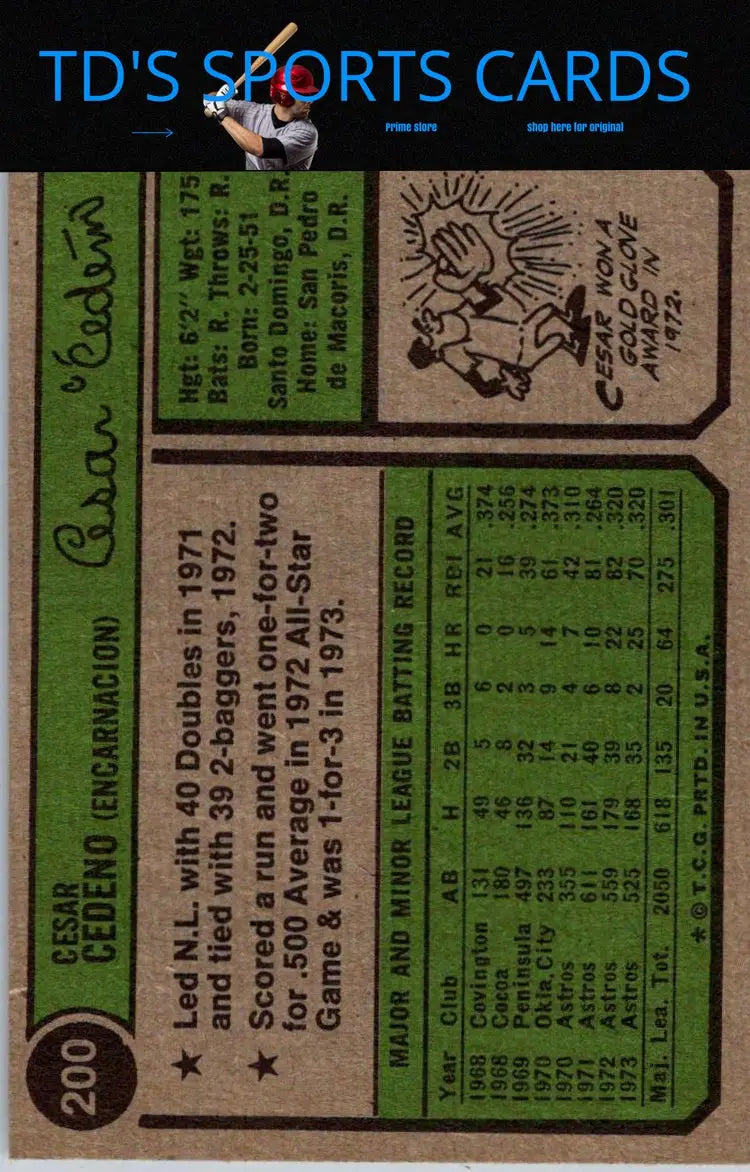 TD'S SPORTS CARDS
Prime store
shop here for original
200
CESAR
CEDENO (ENCARNACION)
Cesar Cedeño
Hgt: 6'2" Wgt: 175
Bats: R. Throws: R.
Born: 2-25-51
Santo Domingo, D.R.
Home: San Pedro
de Macoris, D.R.
★ Led N.L. with 40 Doubles in 1971
and tied with 39 2-baggers, 1972.
★ Scored a run and went one-for-two
for .500 Average in 1972 All-Star
Game & was 1-for-3 in 1973.
CESAR WON A
GOLD GLOVE
AWARD IN
1972.
MAJOR AND MINOR LEAGUE BATTING RECORD
Year Club AB H 2B 3B HR RBI AVG
1968 Covington 131 49 5 6 0 21 .374
1968 Cocoa 180 46 8 2 0 16 .256
1969 Peninsula 497 136 32 3 5 39 .274
1970 Okla. City 233 87 14 9 14 61 .373
1970 Astros 355 110 21 4 7 42 .310
1971 Astros 611 161 40 6 10 81 .264
1972 Astros 559 179 39 8 22 82 .320
1973 Astros 525 168 35 2 25 70 .320
Maj. Lea. Tot. 2050 618 135 20 64 275 .301
*© T.C.G. PRTD. IN U.S.A.